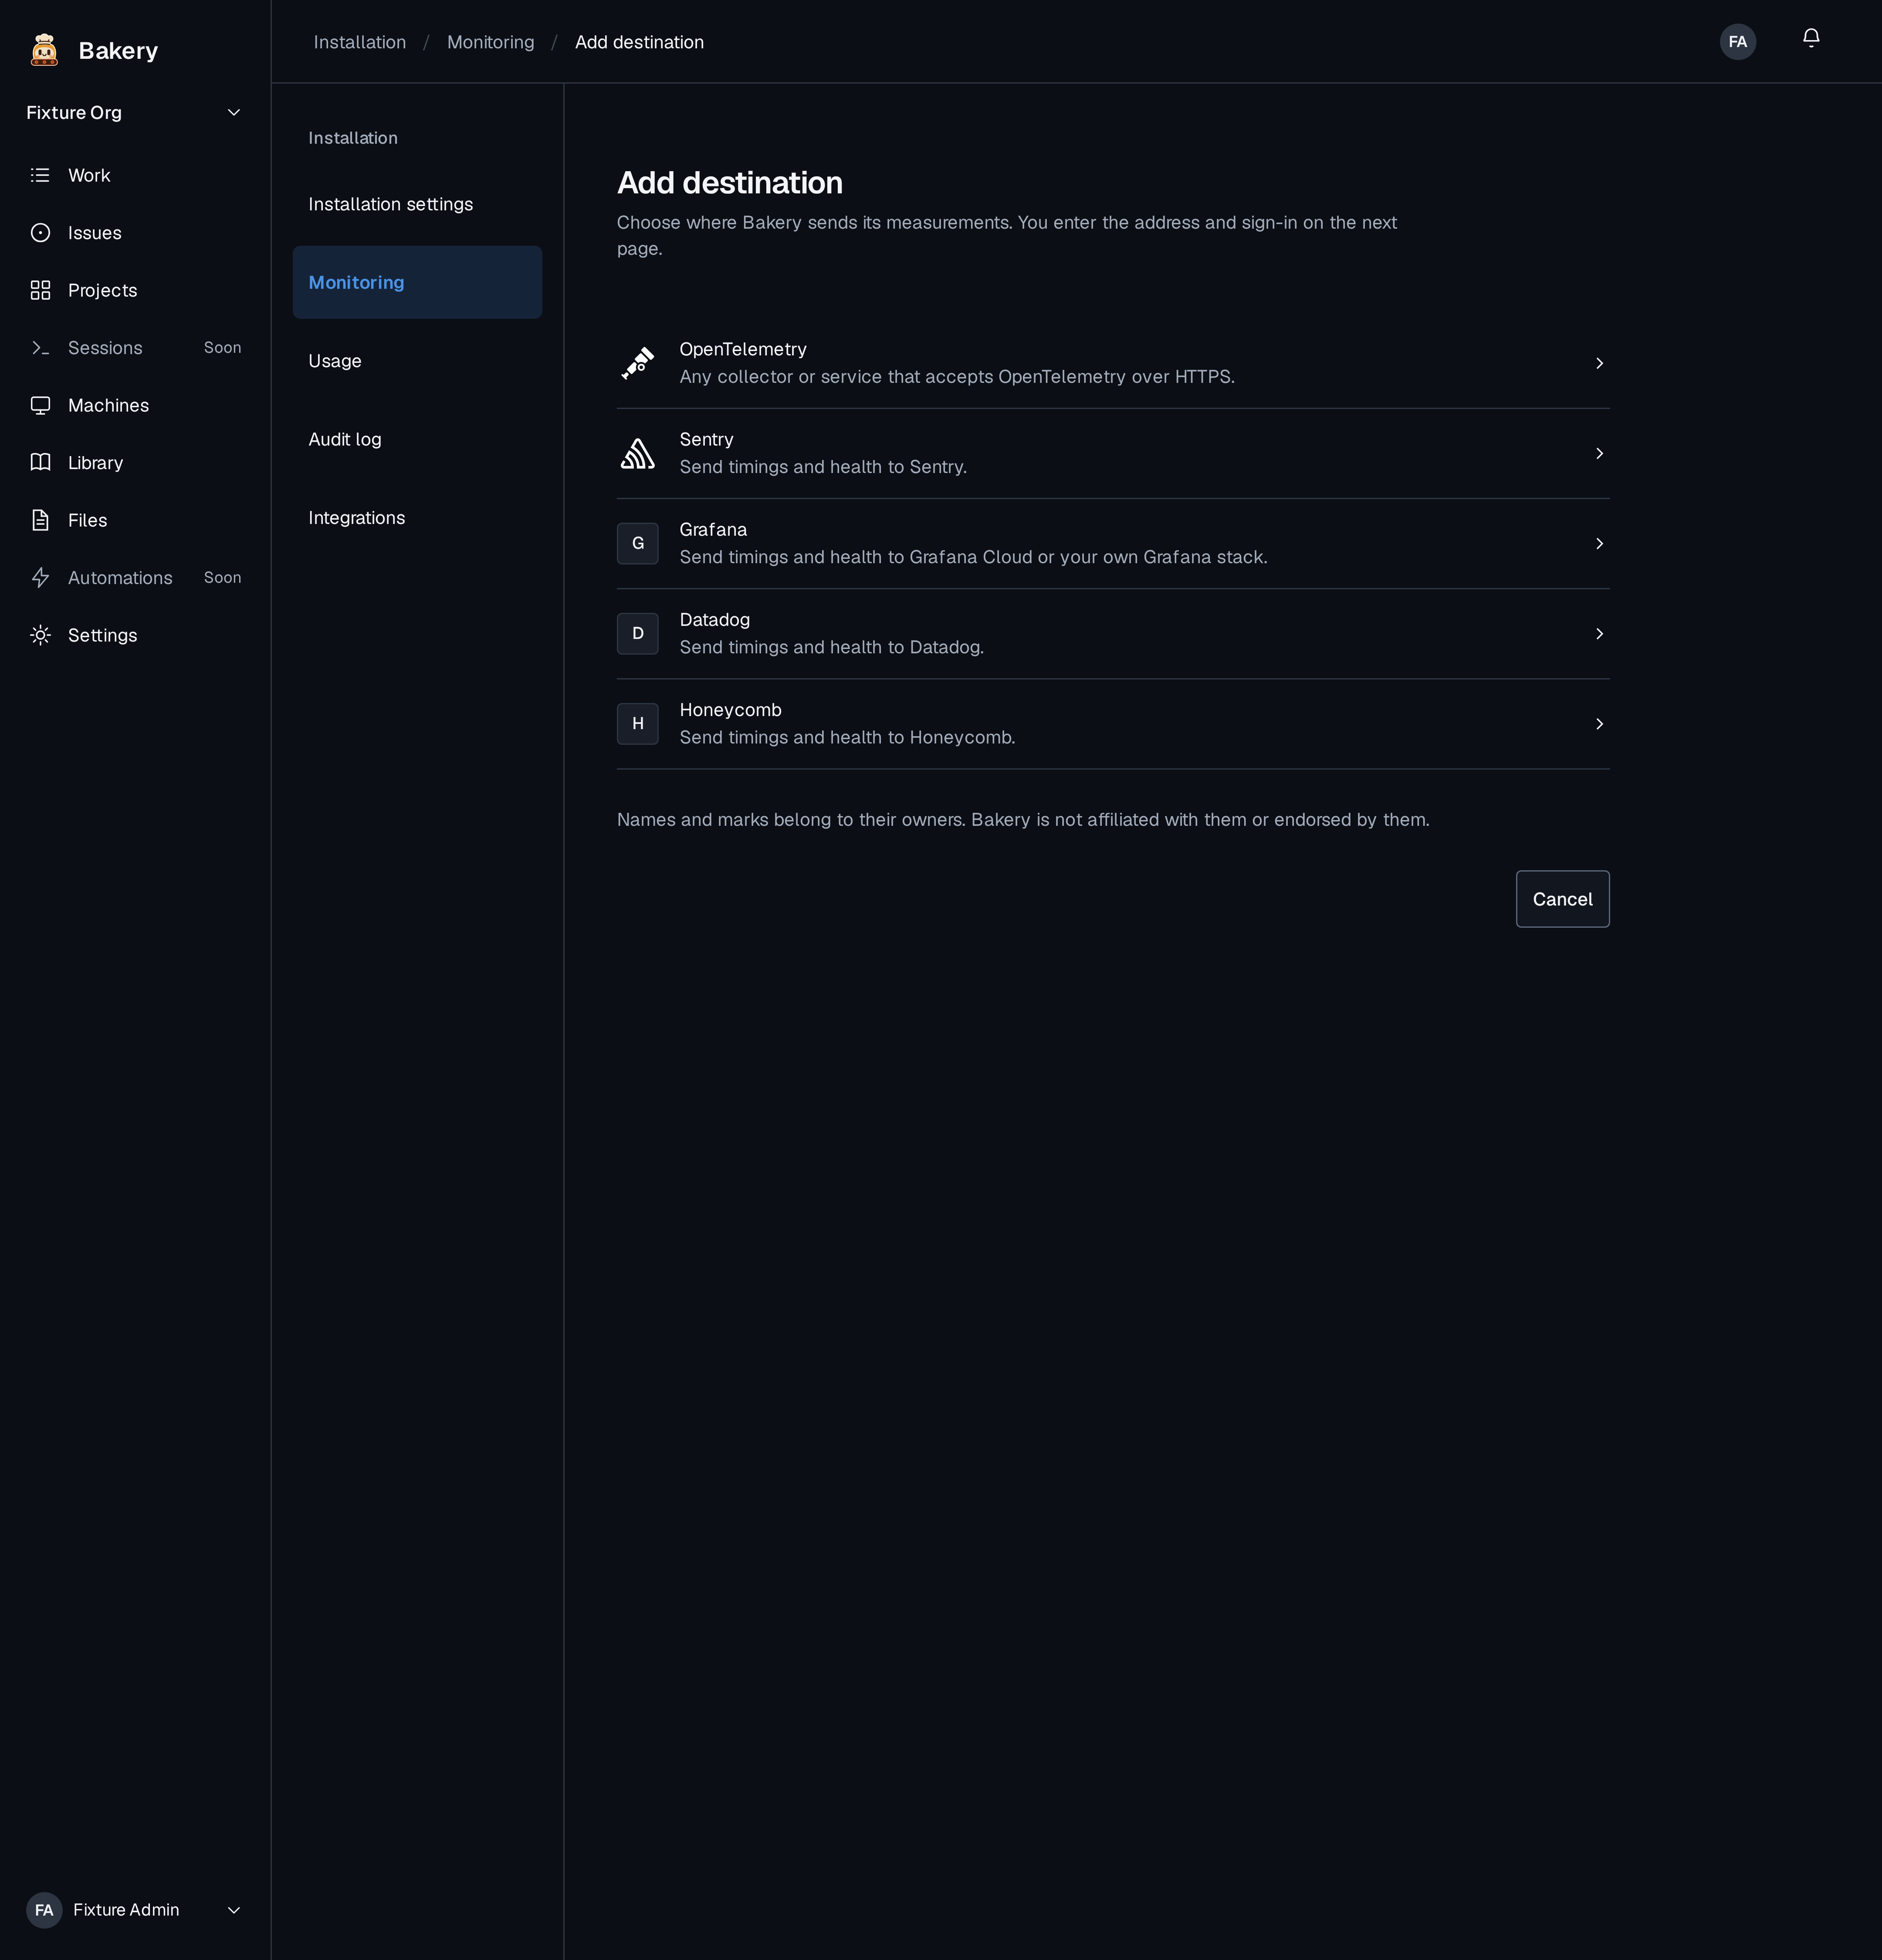 Bakery
Fixture Org
Work
Issues
Projects
Sessions Soon
Machines
Library
Files
Automations Soon
Settings
FA Fixture Admin
Installation / Monitoring / Add destination
FA
Installation
Installation settings
Monitoring
Usage
Audit log
Integrations
Add destination
Choose where Bakery sends its measurements. You enter the address and sign-in on the next
page.
OpenTelemetry
Any collector or service that accepts OpenTelemetry over HTTPS.
Sentry
Send timings and health to Sentry.
G
Grafana
Send timings and health to Grafana Cloud or your own Grafana stack.
D
Datadog
Send timings and health to Datadog.
H
Honeycomb
Send timings and health to Honeycomb.
Names and marks belong to their owners. Bakery is not affiliated with them or endorsed by them.
Cancel